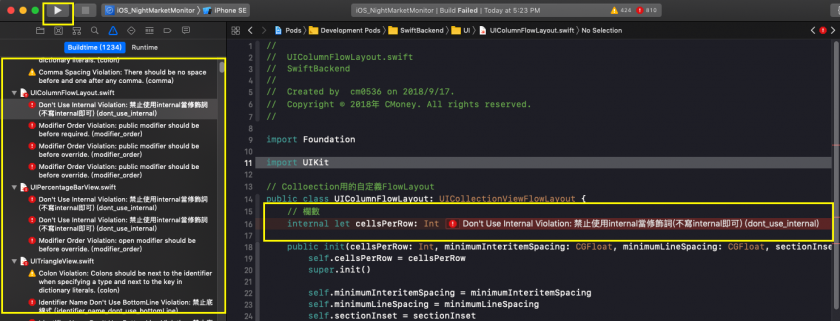 iOS_NightMarketMonitor
iPhone SE
iOS_NightMarketMonitor | Build Failed | Today at 5:23 PM
424
810
Pods
Development Pods
SwiftBackend
UI
UIColumnFlowLayout.swift
No Selection
Buildtime (1234)
Runtime
dictionary literals. (colon)
Comma Spacing Violation: There should be no space
before and one after any comma. (comma)
UIColumnFlowLayout.swift
Don't Use Internal Violation: 禁止使用internal當修飾詞
(不寫internal即可) (dont_use_internal)
Modifier Order Violation: public modifier should be
before required. (modifier_order)
Modifier Order Violation: public modifier should be
before override. (modifier_order)
Modifier Order Violation: public modifier should be
before override. (modifier_order)
UIPercentageBarView.swift
Don't Use Internal Violation: 禁止使用internal當修飾詞
(不寫internal即可) (dont_use_internal)
Don't Use Internal Violation: 禁止使用internal當修飾詞
(不寫internal即可) (dont_use_internal)
Modifier Order Violation: open modifier should be
before override. (modifier_order)
UITriangleView.swift
Colon Violation: Colons should be next to the identifier
when specifying a type and next to the key in
dictionary literals. (colon)
Identifier Name Don't Use BottomLine Violation: 禁止底
1 //
2 // UIColumnFlowLayout.swift
3 // SwiftBackend
4 //
5 // Created by cm0536 on 2018/9/17.
6 // Copyright © 2018年 CMoney. All rights reserved.
7 //
8
9 import Foundation
10
11 import UIKit
12
13 // Colloection用的自定義FlowLayout
14 public class UIColumnFlowLayout: UICollectionViewFlowLayout {
15 // 欄數
16 internal let cellsPerRow: Int Don't Use Internal Violation: 禁止使用internal當修飾詞(不寫internal即可) (dont_use_internal)
17
18 public init(cellsPerRow: Int, minimumInteritemSpacing: CGFloat, minimumLineSpacing: CGFloat, sectionInse
19 self.cellsPerRow = cellsPerRow
20 super.init()
21
22 self.minimumInteritemSpacing = minimumInteritemSpacing
23 self.minimumLineSpacing = minimumLineSpacing
24 self.sectionInset = sectionInset